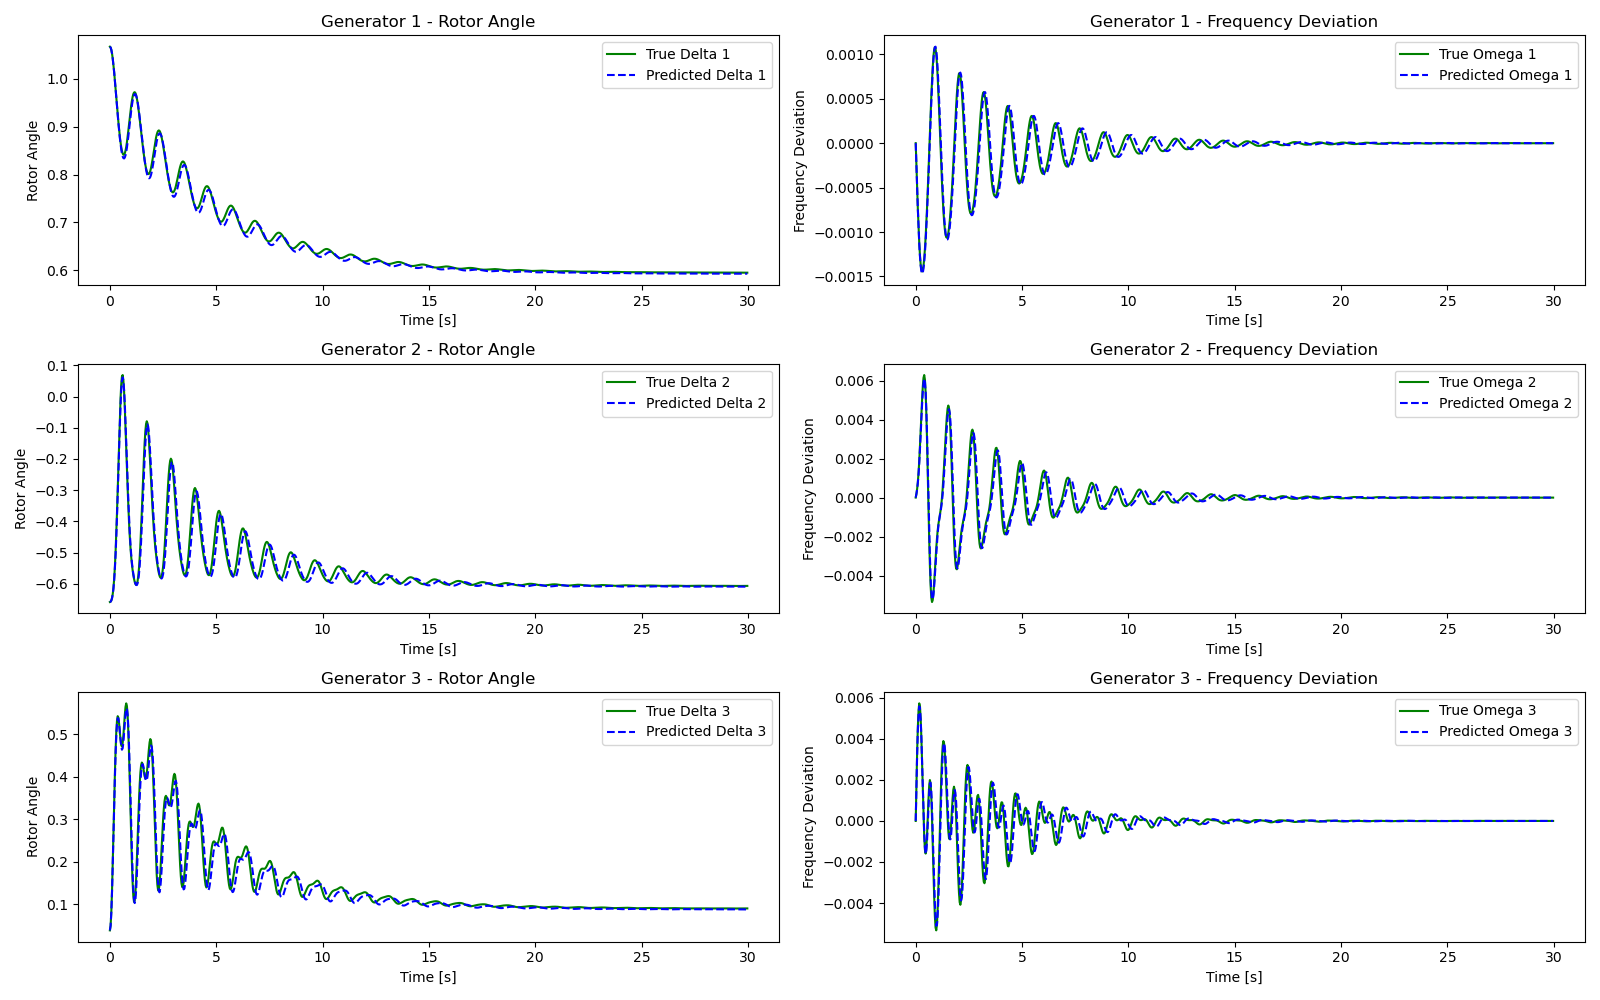 Generator 1 - Rotor Angle
True Delta 1
Predicted Delta 1
Rotor Angle
1.0
0.9
0.8
0.7
0.6
0 5 10 15 20 25 30
Time [s]
Generator 1 - Frequency Deviation
True Omega 1
Predicted Omega 1
Frequency Deviation
0.0010
0.0005
0.0000
−0.0005
−0.0010
−0.0015
0 5 10 15 20 25 30
Time [s]
Generator 2 - Rotor Angle
True Delta 2
Predicted Delta 2
Rotor Angle
0.1
0.0
−0.1
−0.2
−0.3
−0.4
−0.5
−0.6
0 5 10 15 20 25 30
Time [s]
Generator 2 - Frequency Deviation
True Omega 2
Predicted Omega 2
Frequency Deviation
0.006
0.004
0.002
0.000
−0.002
−0.004
0 5 10 15 20 25 30
Time [s]
Generator 3 - Rotor Angle
True Delta 3
Predicted Delta 3
Rotor Angle
0.5
0.4
0.3
0.2
0.1
0 5 10 15 20 25 30
Time [s]
Generator 3 - Frequency Deviation
True Omega 3
Predicted Omega 3
Frequency Deviation
0.006
0.004
0.002
0.000
−0.002
−0.004
0 5 10 15 20 25 30
Time [s]